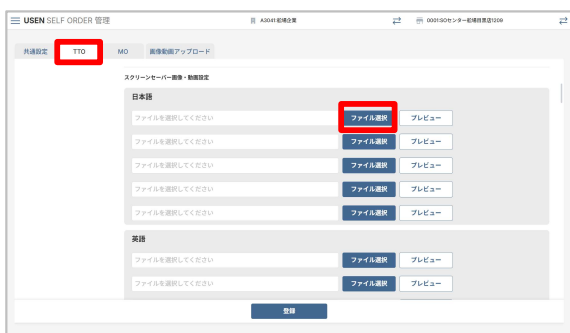 USEN SELF ORDER 管理 A3041:拓場企業 0001:SOセンター拓場直営店1209
共通設定 TTO MO 画像動画アップロード
スクリーンセーバー画像・動画設定
日本語
ファイルを選択してください ファイル選択 プレビュー
ファイルを選択してください ファイル選択 プレビュー
ファイルを選択してください ファイル選択 プレビュー
ファイルを選択してください ファイル選択 プレビュー
ファイルを選択してください ファイル選択 プレビュー
英語
ファイルを選択してください ファイル選択 プレビュー
ファイルを選択してください ファイル選択 プレビュー
登録